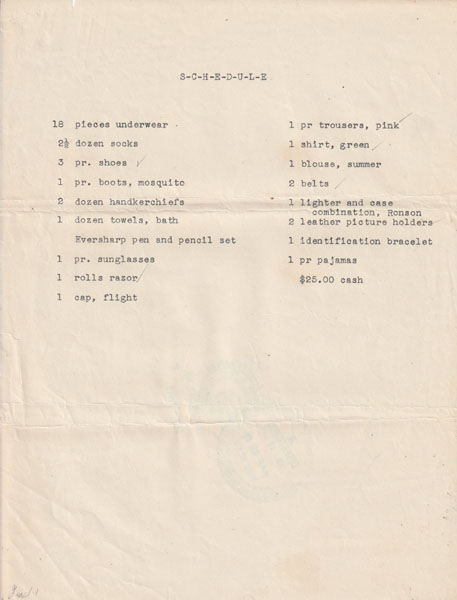 S-C-H-E-D-U-L-E
18 pieces underwear
2½ dozen socks
3 pr. shoes
1 pr. boots, mosquito
2 dozen handkerchiefs
1 dozen towels, bath
Eversharp pen and pencil set
1 pr. sunglasses
1 rolls razor
1 cap, flight
1 pr trousers, pink
1 shirt, green
1 blouse, summer
2 belts
1 lighter and case
combination, Ronson
2 leather picture holders
1 identification bracelet
1 pr pajamas
$25.00 cash